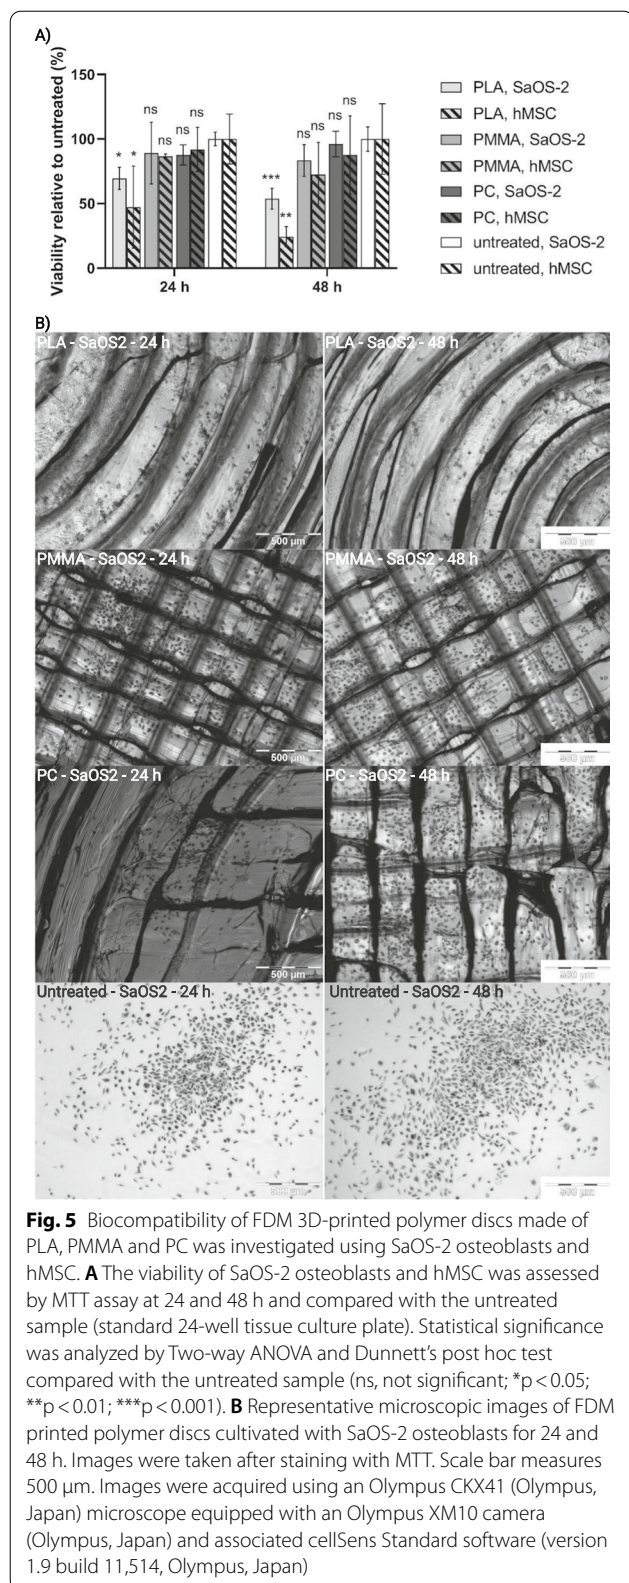 A)
Viability relative to untreated (%)
150
100
50
0
* * ns ns ns ns
*** ** ns ns ns ns
24 h 48 h
PLA, SaOS-2
PLA, hMSC
PMMA, SaOS-2
PMMA, hMSC
PC, SaOS-2
PC, hMSC
untreated, SaOS-2
untreated, hMSC
B)
PLA - SaOS2 - 24 h
PLA - SaOS2 - 48 h
500 µm
500 µm
PMMA - SaOS2 - 24 h
PMMA - SaOS2 - 48 h
500 µm
500 µm
PC - SaOS2 - 24 h
PC - SaOS2 - 48 h
500 µm
500 µm
Untreated - SaOS2 - 24 h
Untreated - SaOS2 - 48 h
500 µm
500 µm
Fig. 5 Biocompatibility of FDM 3D-printed polymer discs made of
PLA, PMMA and PC was investigated using SaOS-2 osteoblasts and
hMSC. A The viability of SaOS-2 osteoblasts and hMSC was assessed
by MTT assay at 24 and 48 h and compared with the untreated
sample (standard 24-well tissue culture plate). Statistical significance
was analyzed by Two-way ANOVA and Dunnett's post hoc test
compared with the untreated sample (ns, not significant; *p < 0.05;
**p < 0.01; ***p < 0.001). B Representative microscopic images of FDM
printed polymer discs cultivated with SaOS-2 osteoblasts for 24 and
48 h. Images were taken after staining with MTT. Scale bar measures
500 µm. Images were acquired using an Olympus CKX41 (Olympus,
Japan) microscope equipped with an Olympus XM10 camera
(Olympus, Japan) and associated cellSens Standard software (version
1.9 build 11,514, Olympus, Japan)